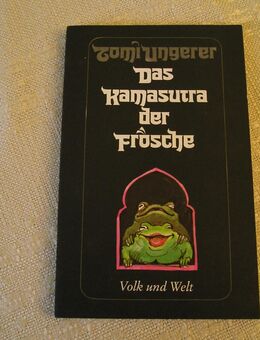 Tomi Ungerer
Das
Kamasutra
der
Frösche
Volk und Welt